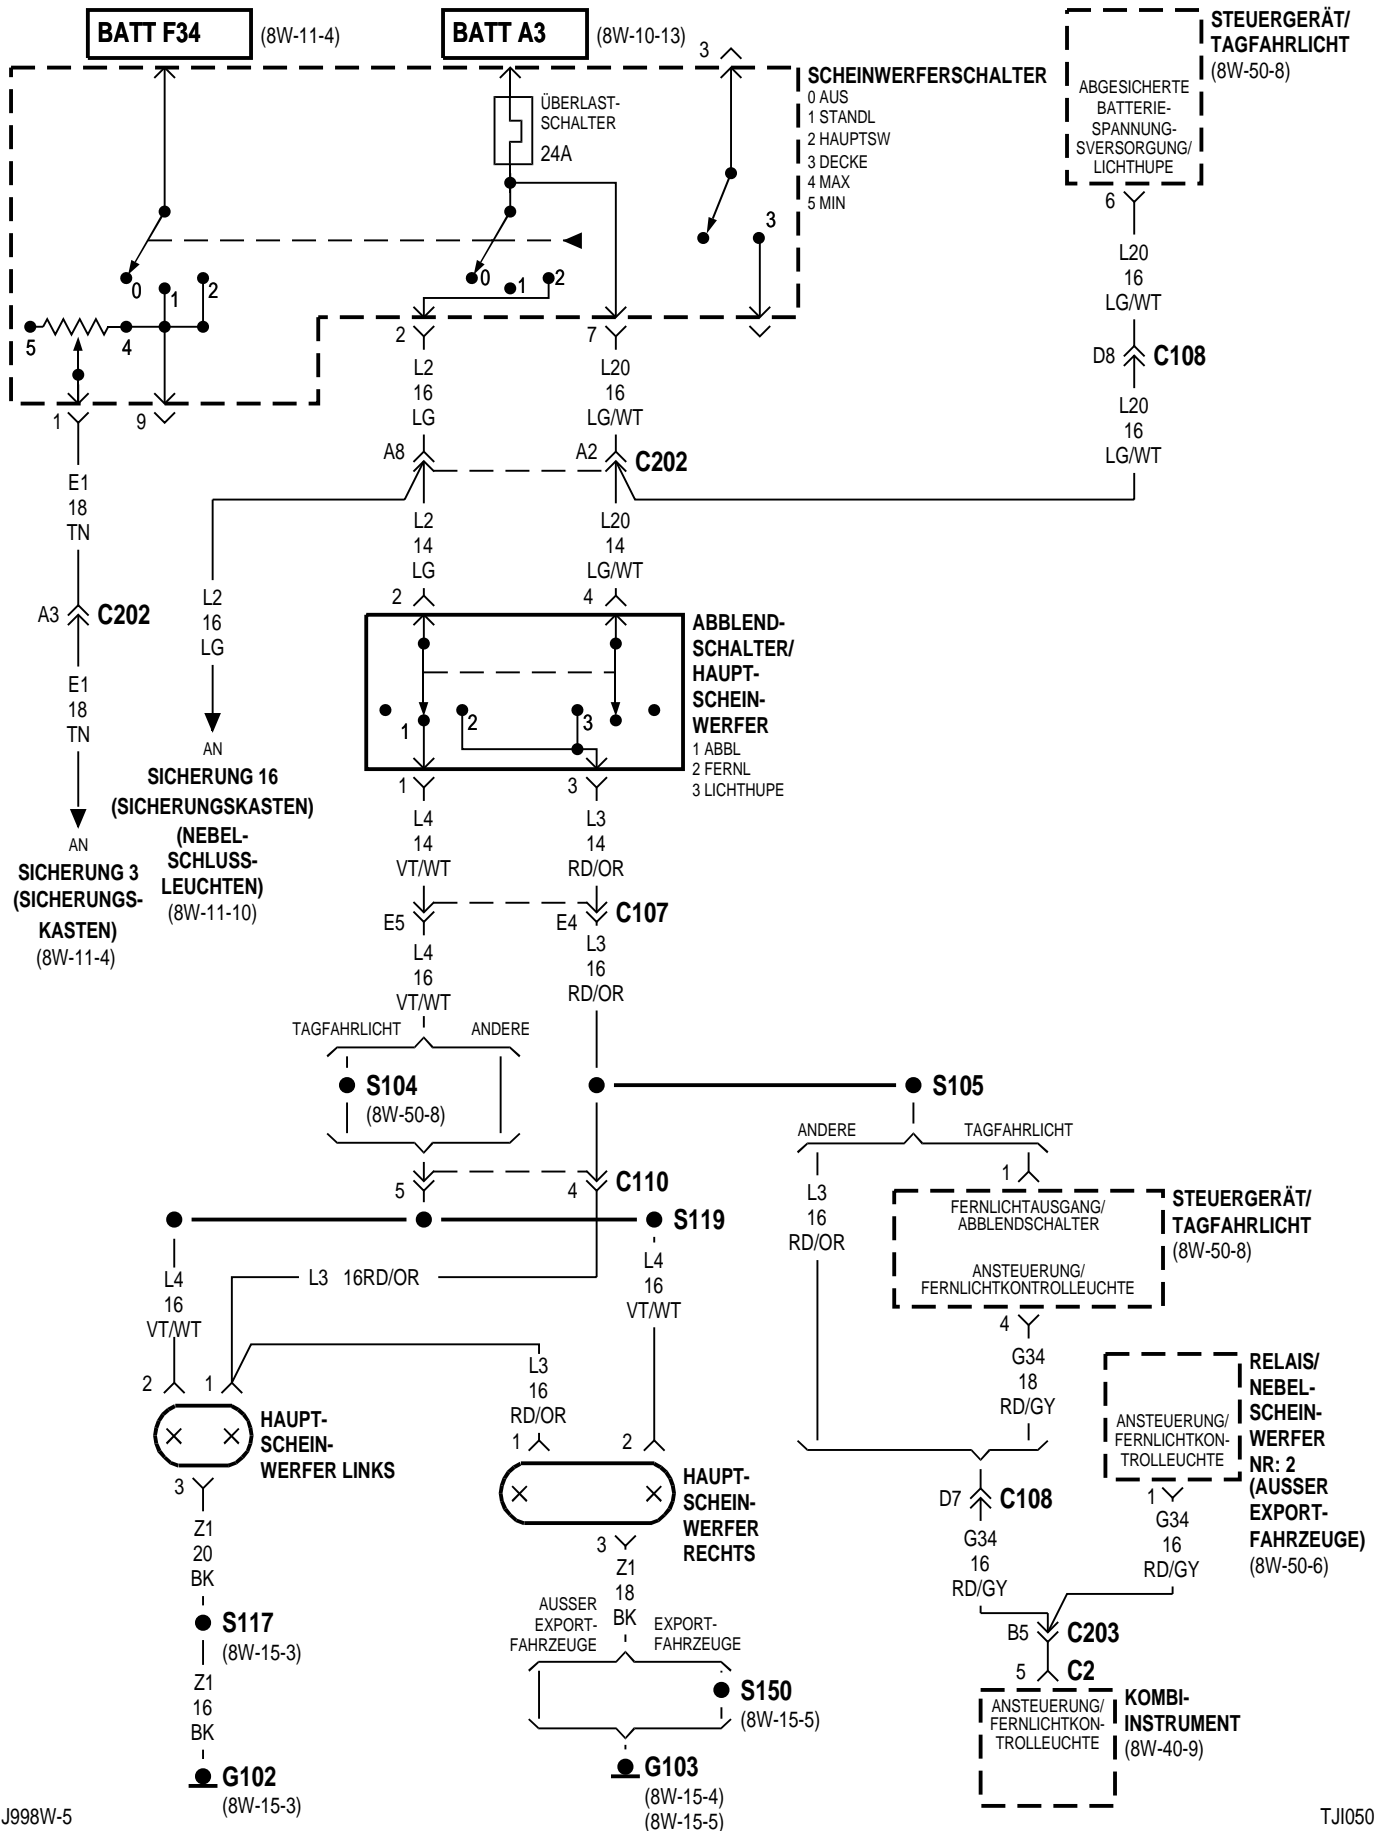 BATT F34
(8W-11-4)
BATT A3
(8W-10-13)
3
STEUERGERÄT/
TAGFAHRLICHT
(8W-50-8)
ABGESICHERTE
BATTERIE-
SPANNUNG-
SVERSORGUNG/
LICHTHUPE
6
SCHEINWERFERSCHALTER
0 AUS
1 STANDL
2 HAUPTSW
3 DECKE
4 MAX
5 MIN
ÜBERLAST-
SCHALTER
24A
0
1
2
0
1
2
3
5
4
1
9
2
7
L2
16
LG
L20
16
LG/WT
L20
16
LG/WT
D8
C108
L20
16
LG/WT
A8
A2
C202
E1
18
TN
A3
C202
E1
18
TN
AN
SICHERUNG 3
(SICHERUNGS-
KASTEN)
(8W-11-4)
L2
16
LG
AN
SICHERUNG 16
(SICHERUNGSKASTEN)
(NEBEL-
SCHLUSS-
LEUCHTEN)
(8W-11-10)
L2
14
LG
L20
14
LG/WT
2
4
ABBLEND-
SCHALTER/
HAUPT-
SCHEIN-
WERFER
1 ABBL
2 FERNL
3 LICHTHUPE
1
2
3
1
3
L4
14
VT/WT
L3
14
RD/OR
E5
E4
C107
L4
16
VT/WT
L3
16
RD/OR
TAGFAHRLICHT
ANDERE
S104
(8W-50-8)
S105
ANDERE
TAGFAHRLICHT
5
4
C110
S119
1
L3
16
RD/OR
FERNLICHTAUSGANG/
ABBLENDSCHALTER
ANSTEUERUNG/
FERNLICHTKONTROLLEUCHTE
STEUERGERÄT/
TAGFAHRLICHT
(8W-50-8)
4
G34
18
RD/GY
L4
16
VT/WT
L3 16RD/OR
L4
16
VT/WT
L3
16
RD/OR
2
1
HAUPT-
SCHEIN-
WERFER LINKS
3
1
2
HAUPT-
SCHEIN-
WERFER
RECHTS
3
Z1
20
BK
S117
(8W-15-3)
Z1
16
BK
G102
(8W-15-3)
Z1
18
BK
AUSSER
EXPORT-
FAHRZEUGE
EXPORT-
FAHRZEUGE
S150
(8W-15-5)
G103
(8W-15-4)
(8W-15-5)
ANSTEUERUNG/
FERNLICHTKON-
TROLLEUCHTE
RELAIS/
NEBEL-
SCHEIN-
WERFER
NR: 2
(AUSSER
EXPORT-
FAHRZEUGE)
(8W-50-6)
1
G34
16
RD/GY
D7
C108
G34
16
RD/GY
B5
C203
5
C2
ANSTEUERUNG/
FERNLICHTKON-
TROLLEUCHTE
KOMBI-
INSTRUMENT
(8W-40-9)
J998W-5
TJI050